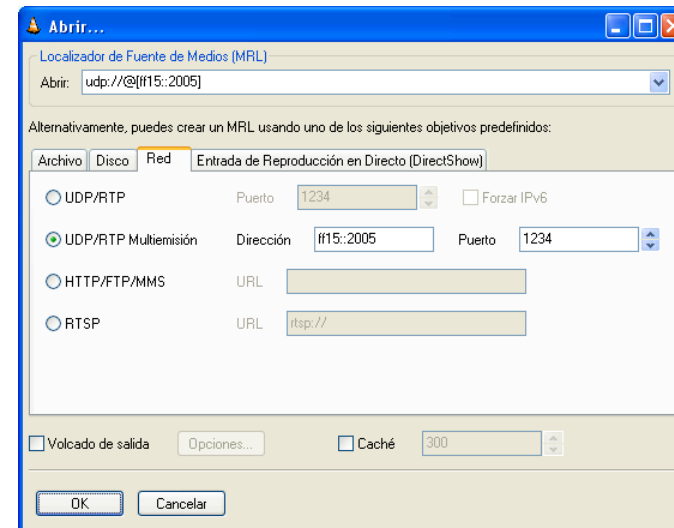 Abrir...
Localizador de Fuente de Medios (MRL)
Abrir: udp://@[ff15::2005]
Alternativamente, puedes crear un MRL usando uno de los siguientes objetivos predefinidos:
Archivo Disco Red Entrada de Reproducción en Directo (DirectShow)
UDP/RTP Puerto 1234 Forzar IPv6
UDP/RTP Multiemisión Dirección ff15::2005 Puerto 1234
HTTP/FTP/MMS URL
RTSP URL rtsp://
Volcado de salida Opciones... Caché 300
OK Cancelar